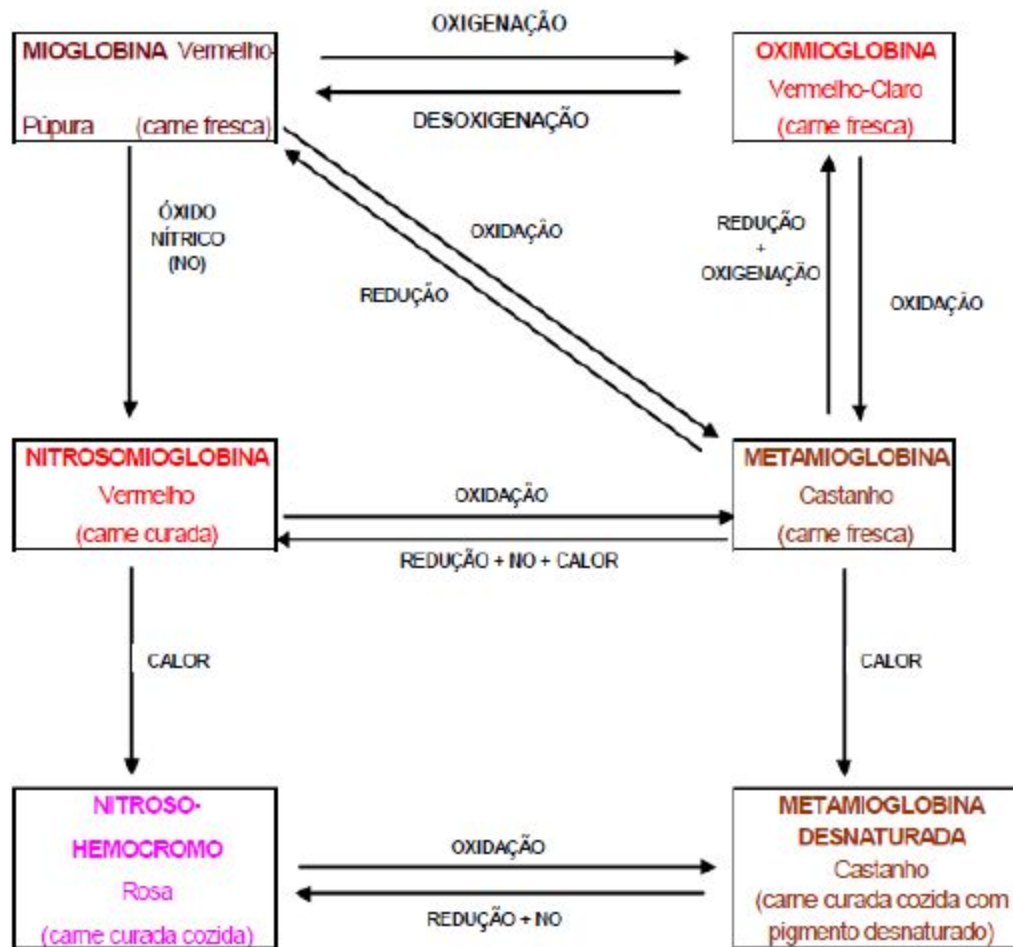 OXIGENAÇÃO
MIOGLOBINA Vermelho-
Púpura (carne fresca)
OXIMIOGLOBINA
Vermelho-Claro
(carne fresca)
DESOXIGENAÇÃO
ÓXIDO
NÍTRICO
(NO)
OXIDAÇÃO
REDUÇÃO
REDUÇÃO
+
OXIGENAÇÃO
OXIDAÇÃO
NITROSOMIOGLOBINA
Vermelho
(carne curada)
OXIDAÇÃO
REDUÇÃO + NO + CALOR
METAMIOGLOBINA
Castanho
(carne fresca)
CALOR
CALOR
NITROSO-
HEMOCROMO
Rosa
(carne curada cozida)
OXIDAÇÃO
REDUÇÃO + NO
METAMIOGLOBINA
DESNATURADA
Castanho
(carne curada cozida com
pigmento desnaturado)